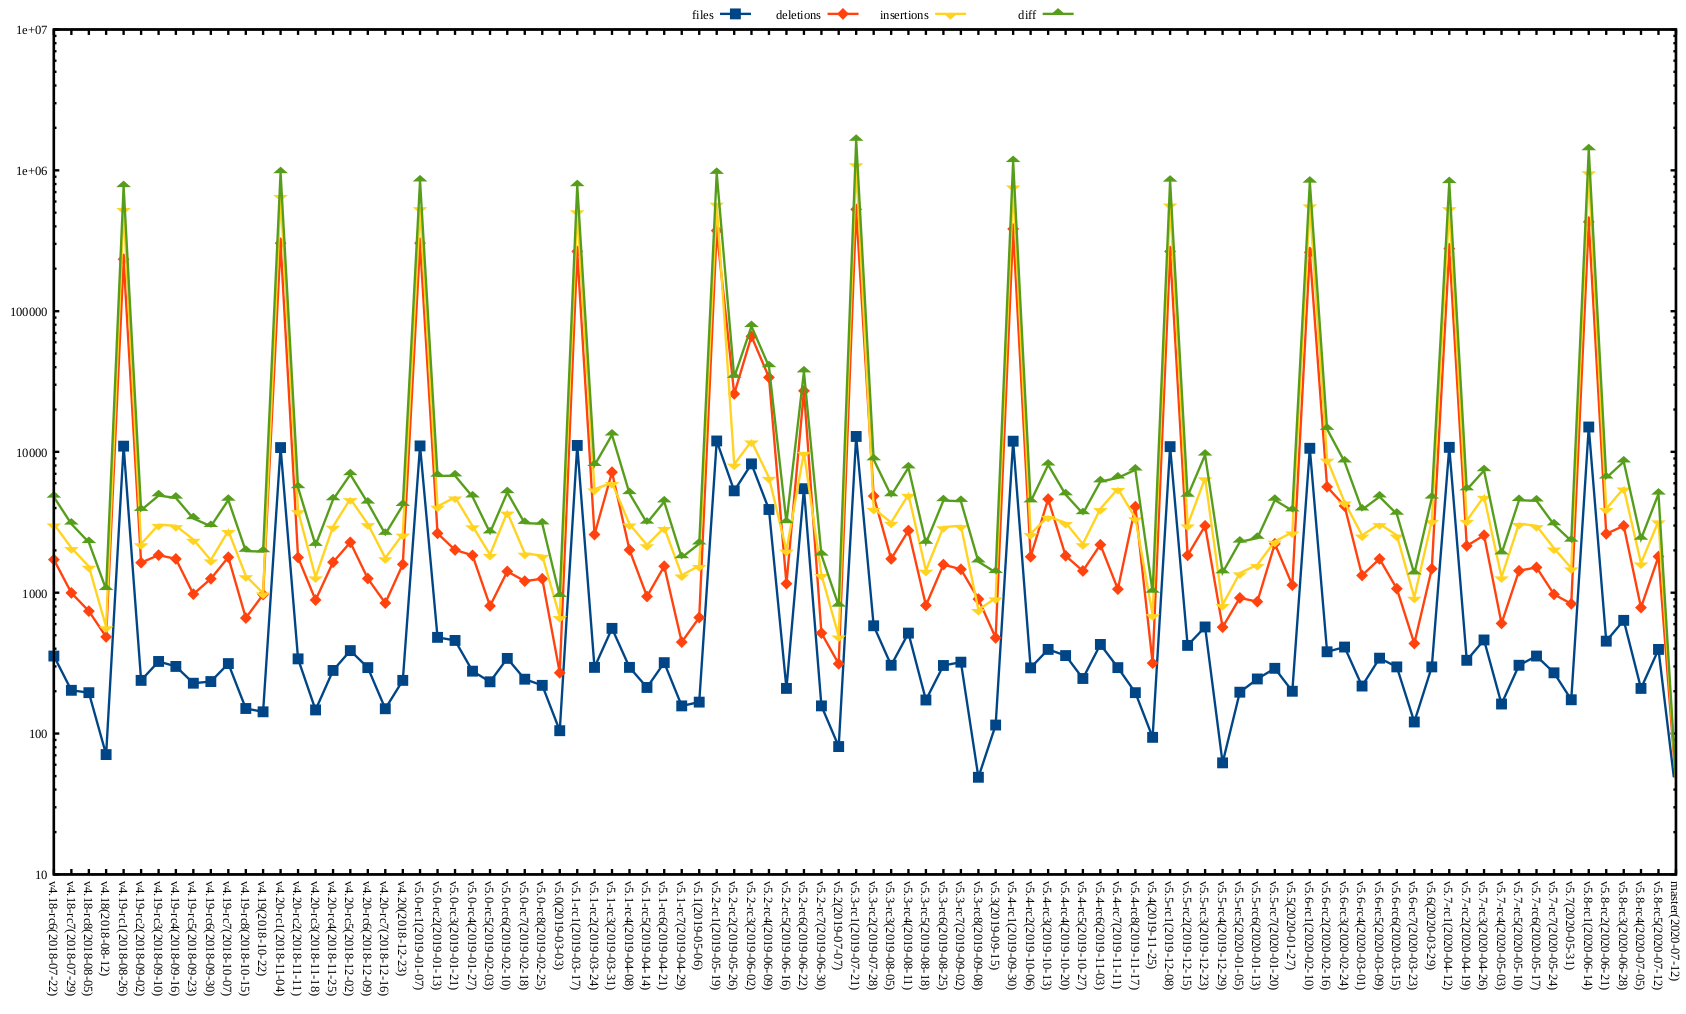 files deletions insertions diff
1e+07
1e+06
100000
10000
1000
100
10
v4.18-rc6(2018-07-22)
v4.18-rc7(2018-07-29)
v4.18-rc8(2018-08-05)
v4.18(2018-08-12)
v4.19-rc1(2018-08-26)
v4.19-rc2(2018-09-02)
v4.19-rc3(2018-09-10)
v4.19-rc4(2018-09-16)
v4.19-rc5(2018-09-23)
v4.19-rc6(2018-09-30)
v4.19-rc7(2018-10-07)
v4.19-rc8(2018-10-15)
v4.19(2018-10-22)
v4.20-rc1(2018-11-04)
v4.20-rc2(2018-11-11)
v4.20-rc3(2018-11-18)
v4.20-rc4(2018-11-25)
v4.20-rc5(2018-12-02)
v4.20-rc6(2018-12-09)
v4.20-rc7(2018-12-16)
v4.20(2018-12-23)
v5.0-rc1(2019-01-07)
v5.0-rc2(2019-01-13)
v5.0-rc3(2019-01-21)
v5.0-rc4(2019-01-27)
v5.0-rc5(2019-02-03)
v5.0-rc6(2019-02-10)
v5.0-rc7(2019-02-18)
v5.0-rc8(2019-02-25)
v5.0(2019-03-03)
v5.1-rc1(2019-03-17)
v5.1-rc2(2019-03-24)
v5.1-rc3(2019-03-31)
v5.1-rc4(2019-04-08)
v5.1-rc5(2019-04-14)
v5.1-rc6(2019-04-21)
v5.1-rc7(2019-04-29)
v5.1(2019-05-06)
v5.2-rc1(2019-05-19)
v5.2-rc2(2019-05-26)
v5.2-rc3(2019-06-02)
v5.2-rc4(2019-06-09)
v5.2-rc5(2019-06-16)
v5.2-rc6(2019-06-22)
v5.2-rc7(2019-06-30)
v5.2(2019-07-07)
v5.3-rc1(2019-07-21)
v5.3-rc2(2019-07-28)
v5.3-rc3(2019-08-05)
v5.3-rc4(2019-08-11)
v5.3-rc5(2019-08-18)
v5.3-rc6(2019-08-25)
v5.3-rc7(2019-09-02)
v5.3-rc8(2019-09-08)
v5.3(2019-09-15)
v5.4-rc1(2019-09-30)
v5.4-rc2(2019-10-06)
v5.4-rc3(2019-10-13)
v5.4-rc4(2019-10-20)
v5.4-rc5(2019-10-27)
v5.4-rc6(2019-11-03)
v5.4-rc7(2019-11-11)
v5.4-rc8(2019-11-17)
v5.4(2019-11-25)
v5.5-rc1(2019-12-08)
v5.5-rc2(2019-12-15)
v5.5-rc3(2019-12-23)
v5.5-rc4(2019-12-29)
v5.5-rc5(2020-01-05)
v5.5-rc6(2020-01-13)
v5.5-rc7(2020-01-20)
v5.5(2020-01-27)
v5.6-rc1(2020-02-10)
v5.6-rc2(2020-02-16)
v5.6-rc3(2020-02-24)
v5.6-rc4(2020-03-01)
v5.6-rc5(2020-03-09)
v5.6-rc6(2020-03-15)
v5.6-rc7(2020-03-23)
v5.6(2020-03-29)
v5.7-rc1(2020-04-12)
v5.7-rc2(2020-04-19)
v5.7-rc3(2020-04-26)
v5.7-rc4(2020-05-03)
v5.7-rc5(2020-05-10)
v5.7-rc6(2020-05-17)
v5.7-rc7(2020-05-24)
v5.7(2020-05-31)
v5.8-rc1(2020-06-14)
v5.8-rc2(2020-06-21)
v5.8-rc3(2020-06-28)
v5.8-rc4(2020-07-05)
v5.8-rc5(2020-07-12)
master(2020-07-12)